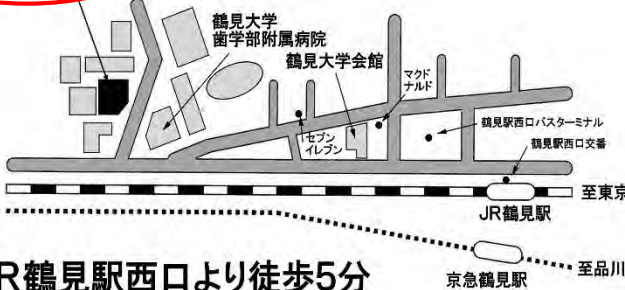 鶴見大学
歯学部附属病院
鶴見大学会館
マクド
ナルド
鶴見駅西口バスターミナル
セブン
イレブン
鶴見駅西口交番
至東京
JR鶴見駅
R鶴見駅西口より徒歩5分
京急鶴見駅
至品川